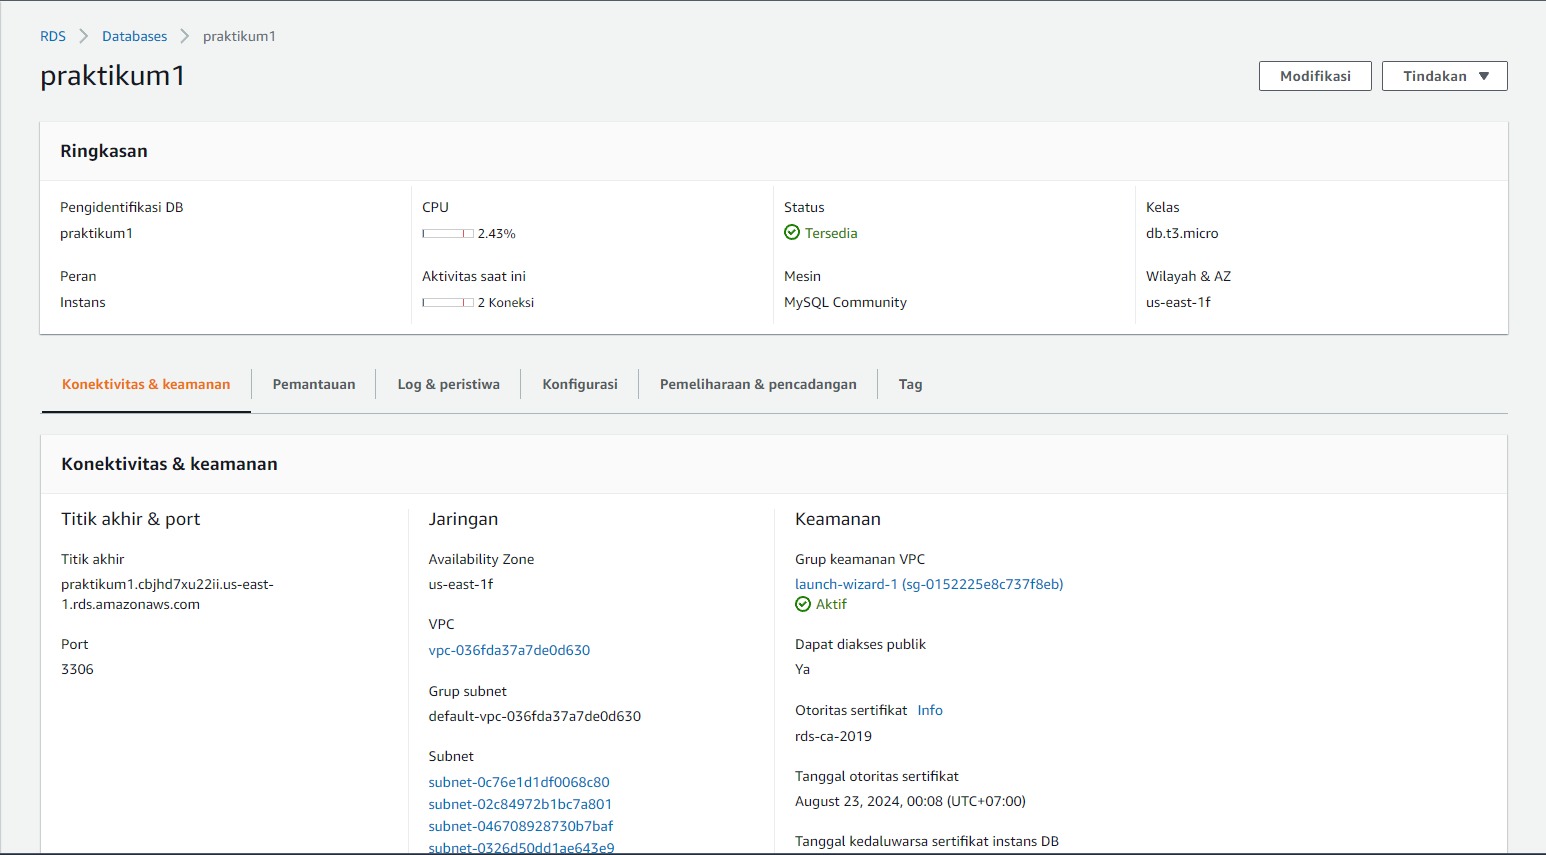 RDS > Databases > praktikum1
praktikum1
Modifikasi
Tindakan
Ringkasan
Pengidentifikasi DB
praktikum1
CPU
2.43%
Status
Tersedia
Kelas
db.t3.micro
Peran
Instans
Aktivitas saat ini
2 Koneksi
Mesin
MySQL Community
Wilayah & AZ
us-east-1f
Konektivitas & keamanan
Pemantauan
Log & peristiwa
Konfigurasi
Pemeliharaan & pencadangan
Tag
Konektivitas & keamanan
Titik akhir & port
Titik akhir
praktikum1.cbjhd7xu22ii.us-east-
1.rds.amazonaws.com
Port
3306
Jaringan
Availability Zone
us-east-1f
VPC
vpc-036fda37a7de0d630
Grup subnet
default-vpc-036fda37a7de0d630
Subnet
subnet-0c76e1d1df0068c80
subnet-02c84972b1bc7a801
subnet-046708928730b7baf
subnet-0326d50dd1ae643e9
Keamanan
Grup keamanan VPC
launch-wizard-1 (sg-0152225e8c737f8eb)
Aktif
Dapat diakses publik
Ya
Otoritas sertifikat Info
rds-ca-2019
Tanggal otoritas sertifikat
August 23, 2024, 00:08 (UTC+07:00)
Tanggal kedaluwarsa sertifikat instans DB